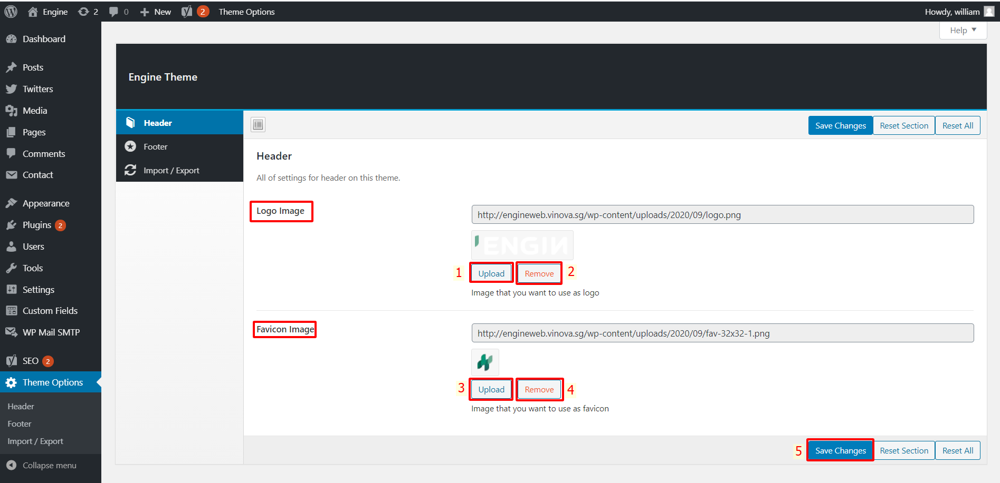 Engine
2
0
New
2
Theme Options
Howdy, william
Help
Dashboard
Posts
Twitters
Media
Pages
Comments
Contact
Appearance
Plugins 2
Users
Tools
Settings
Custom Fields
WP Mail SMTP
SEO 2
Theme Options
Header
Footer
Import / Export
Collapse menu
Engine Theme
Header
Footer
Import / Export
Save Changes
Reset Section
Reset All
Header
All of settings for header on this theme.
Logo Image
http://engineweb.vinova.sg/wp-content/uploads/2020/09/logo.png
ENGIN
1 Upload Remove 2
Image that you want to use as logo
Favicon Image
http://engineweb.vinova.sg/wp-content/uploads/2020/09/fav-32x32-1.png
3 Upload Remove 4
Image that you want to use as favicon
5 Save Changes Reset Section Reset All